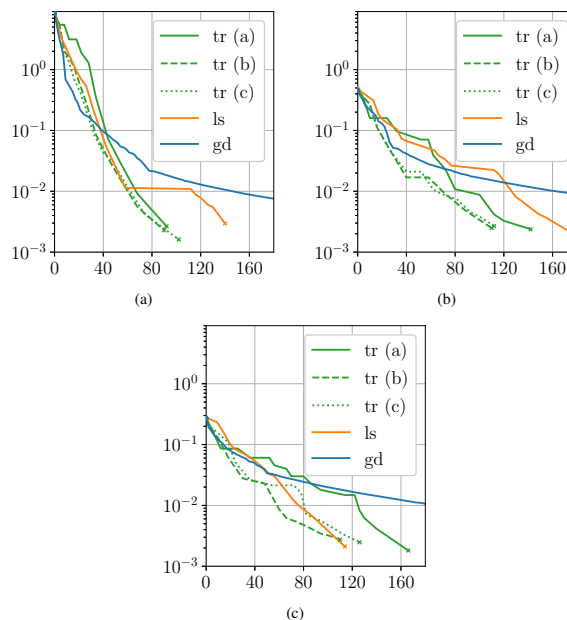 10^0
10^{-1}
10^{-2}
10^{-3}
0 40 80 120 160
tr (a)
tr (b)
tr (c)
ls
gd
(a)
10^0
10^{-1}
10^{-2}
10^{-3}
0 40 80 120 160
tr (a)
tr (b)
tr (c)
ls
gd
(b)
10^0
10^{-1}
10^{-2}
10^{-3}
0 40 80 120 160
tr (a)
tr (b)
tr (c)
ls
gd
(c)